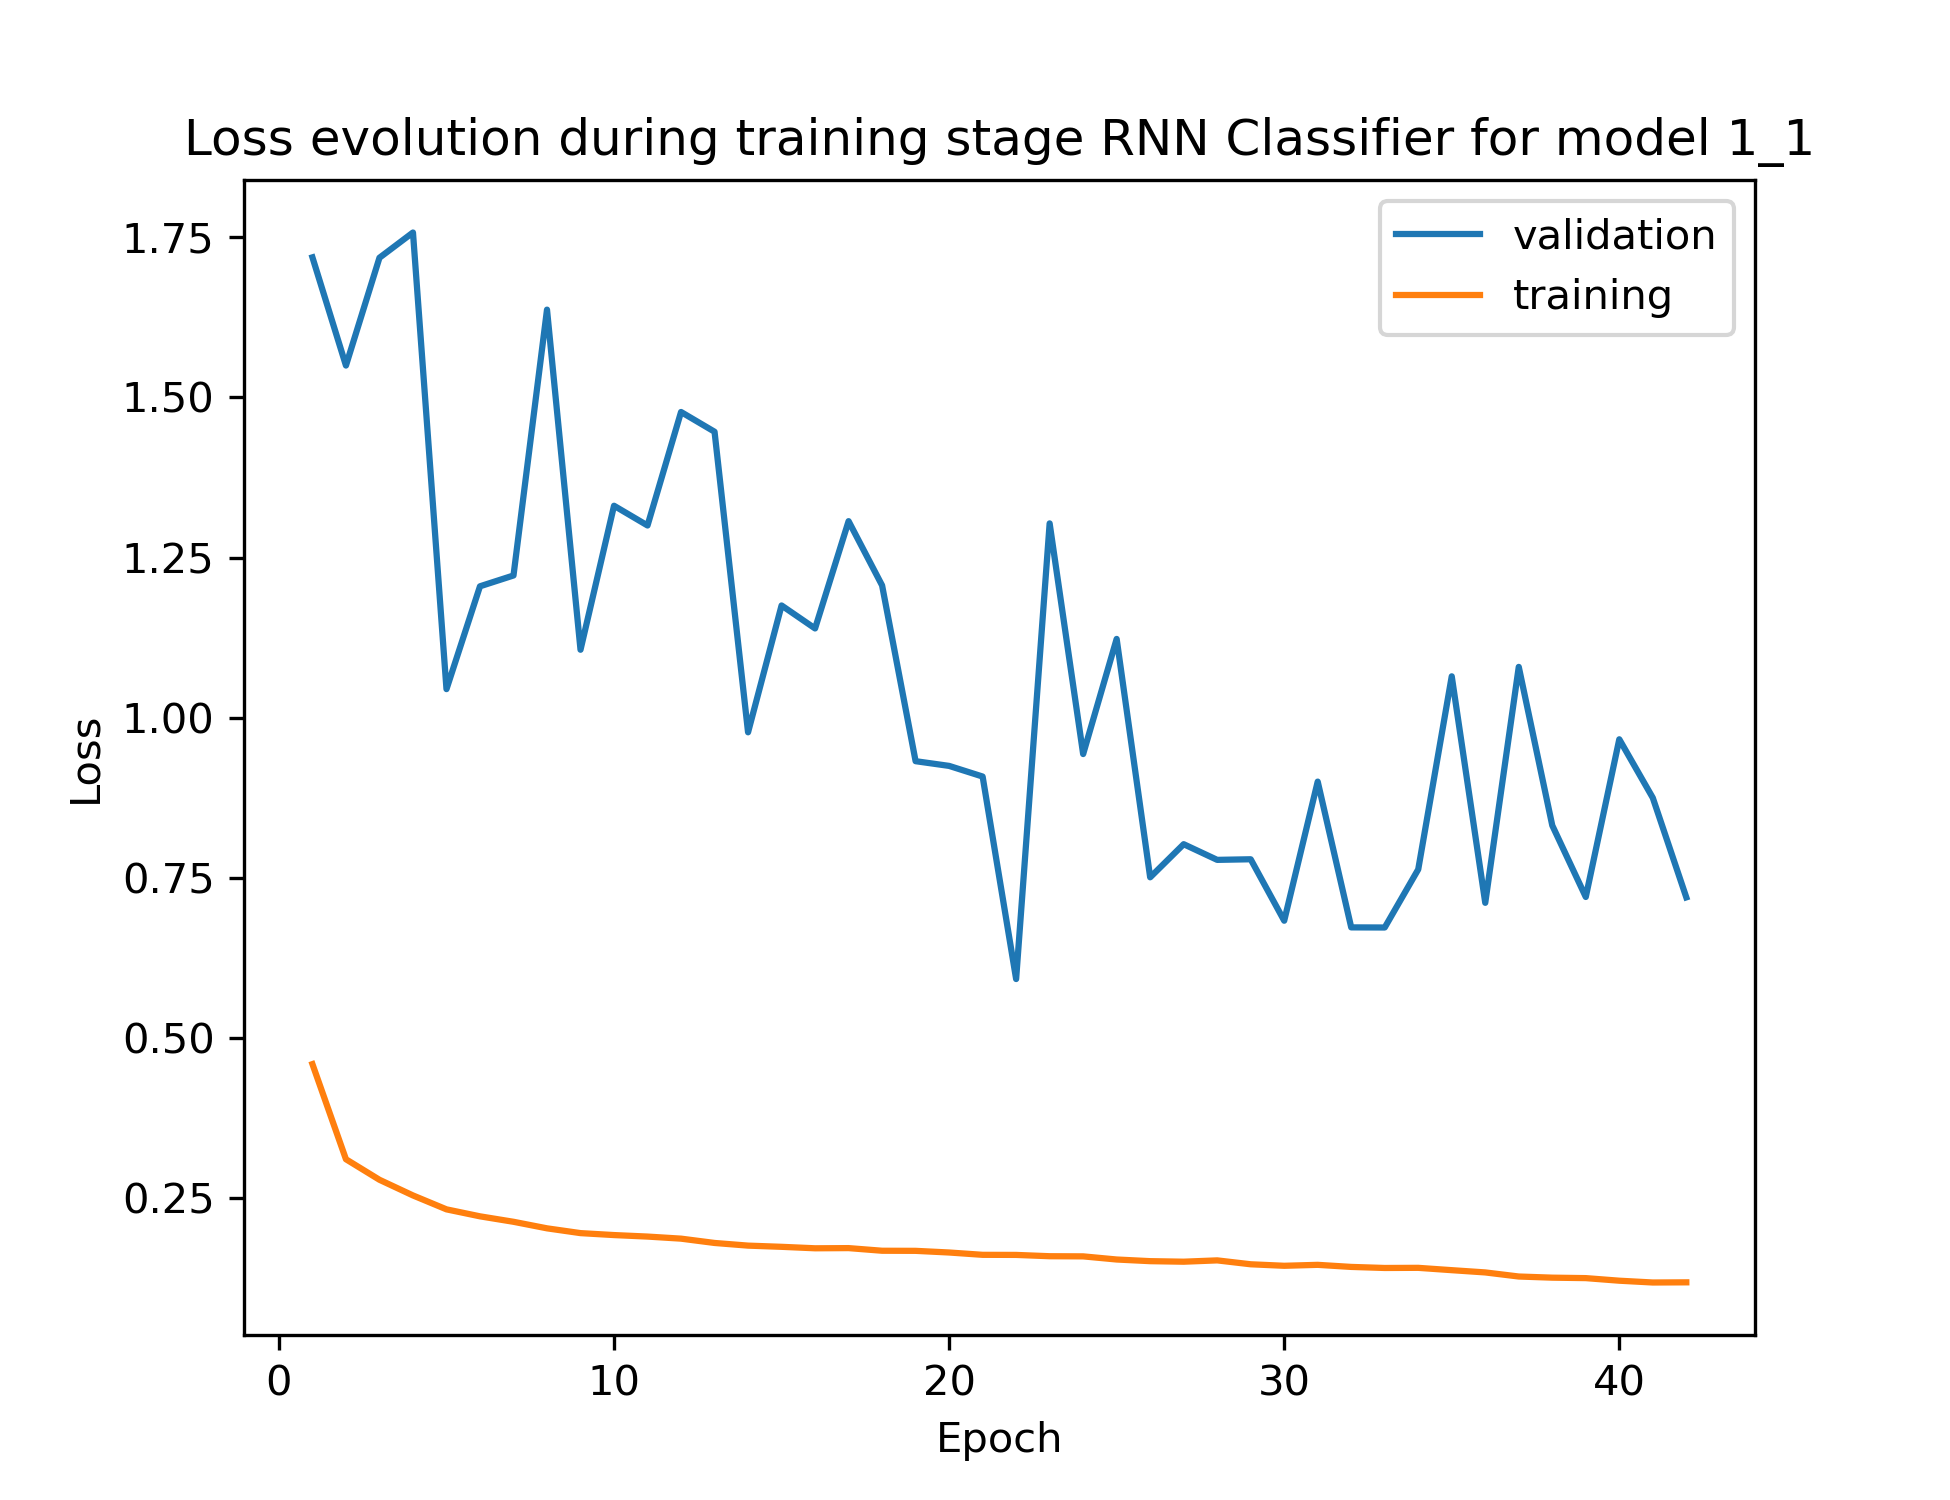 Loss evolution during training stage RNN Classifier for model 1_1
validation
training
1.75
1.50
1.25
1.00
0.75
0.50
0.25
Loss
0 10 20 30 40
Epoch